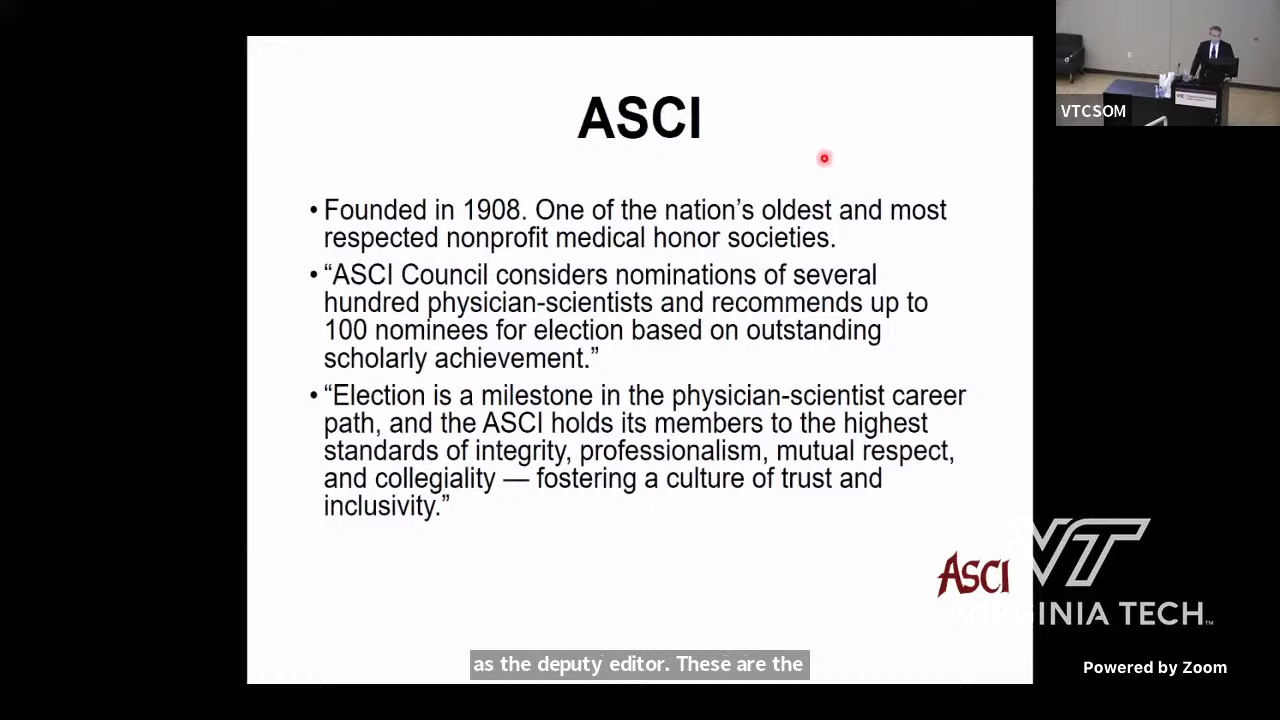 ASCI
VTCSOM
• Founded in 1908. One of the nation’s oldest and most
respected nonprofit medical honor societies.
• “ASCI Council considers nominations of several
hundred physician-scientists and recommends up to
100 nominees for election based on outstanding
scholarly achievement.”
• “Election is a milestone in the physician-scientist career
path, and the ASCI holds its members to the highest
standards of integrity, professionalism, mutual respect,
and collegiality — fostering a culture of trust and
inclusivity.”
ASCI
VT
VIRGINIA TECH™
as the deputy editor. These are the
Powered by Zoom